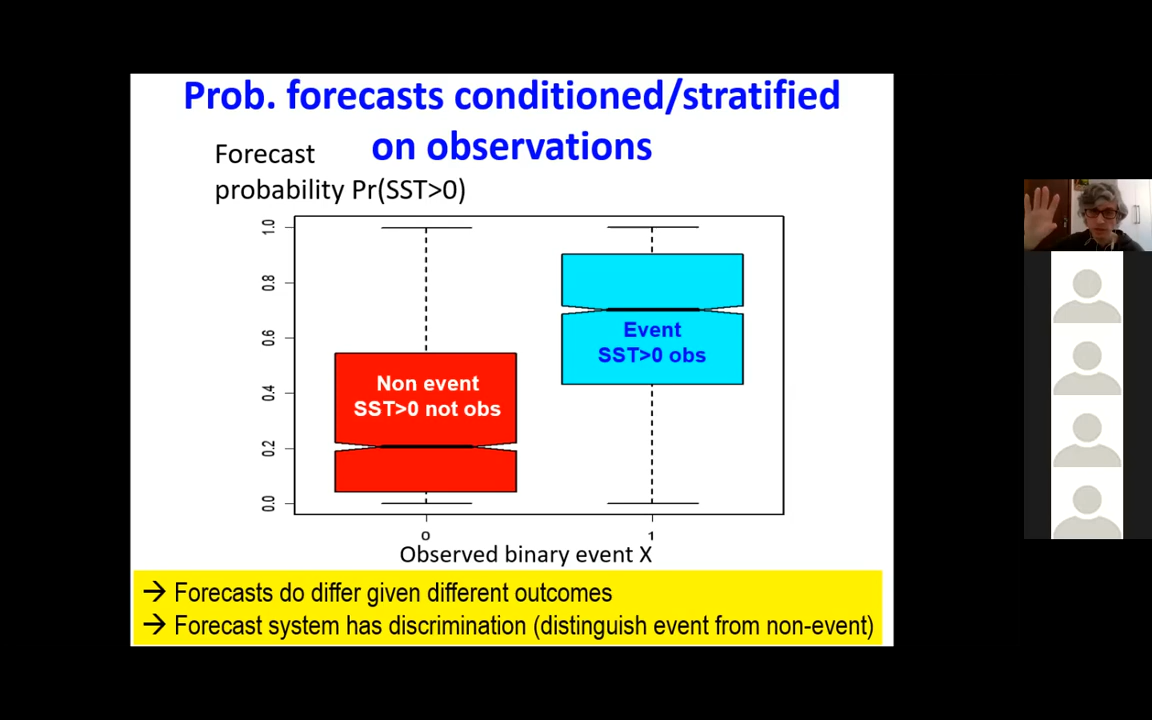 Prob. forecasts conditioned/stratified
on observations
Forecast
probability Pr(SST>0)
1.0
0.8
0.6
0.4
0.2
0.0
Non event
SST>0 not obs
Event
SST>0 obs
0
1
Observed binary event X
→ Forecasts do differ given different outcomes
→ Forecast system has discrimination (distinguish event from non-event)